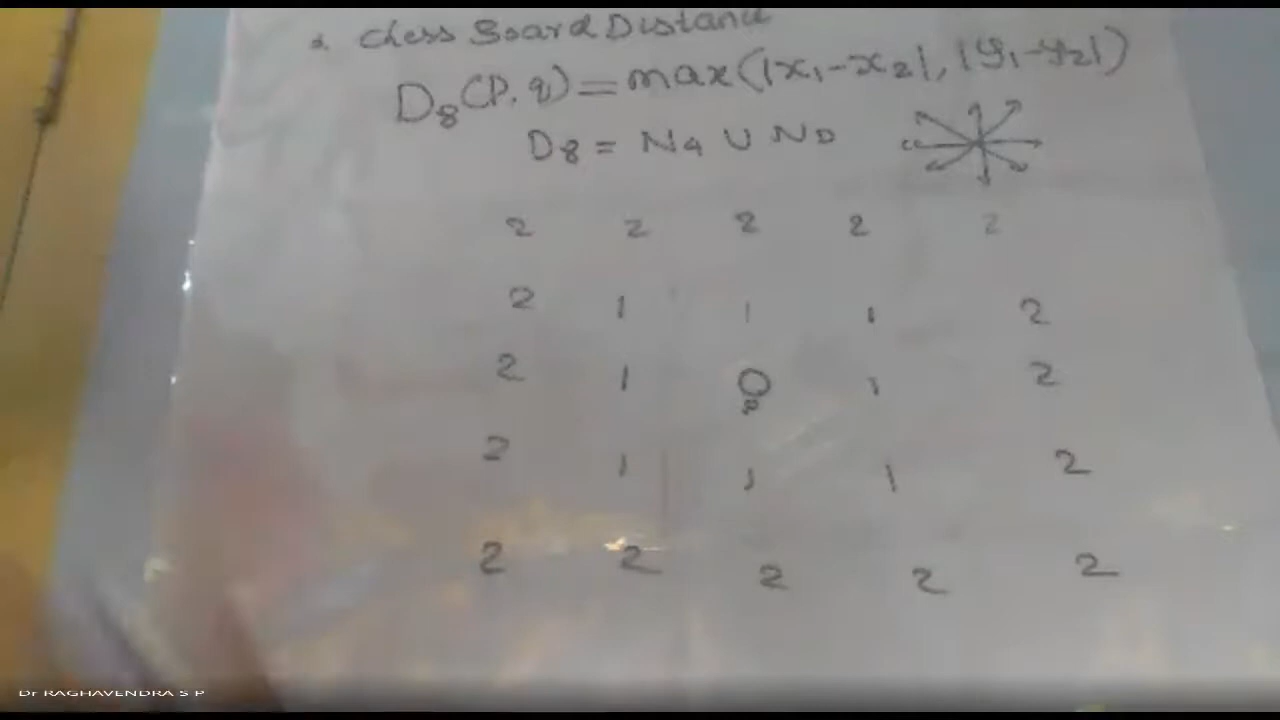 2. Chess Board Distance
D8(P, q) = max(|x1-x2|, |y1-y2|)
D8 = N4 U ND
2 2 2 2 2
2 1 1 1 2
2 1 0 1 2
P
2 1 1 1 2
2 2 2 2 2
Dr RAGHAVENDRA S P